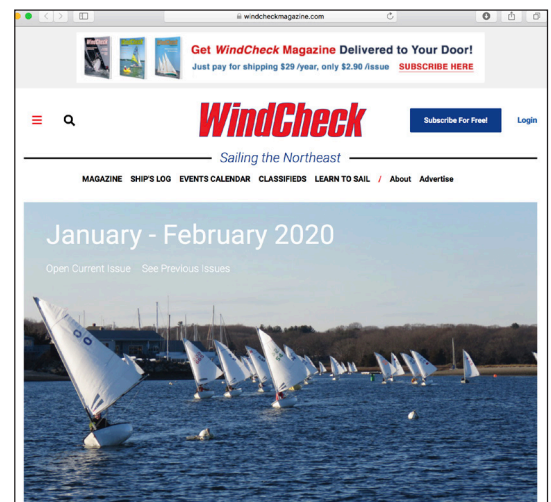 windcheckmagazine.com
Get WindCheck Magazine Delivered to Your Door!
Just pay for shipping $29 /year, only $2.90 /issue SUBSCRIBE HERE
WindCheck
Subscribe For Free!
Login
Sailing the Northeast
MAGAZINE SHIP'S LOG EVENTS CALENDAR CLASSIFIEDS LEARN TO SAIL / About Advertise
January - February 2020
Open Current Issue See Previous Issues